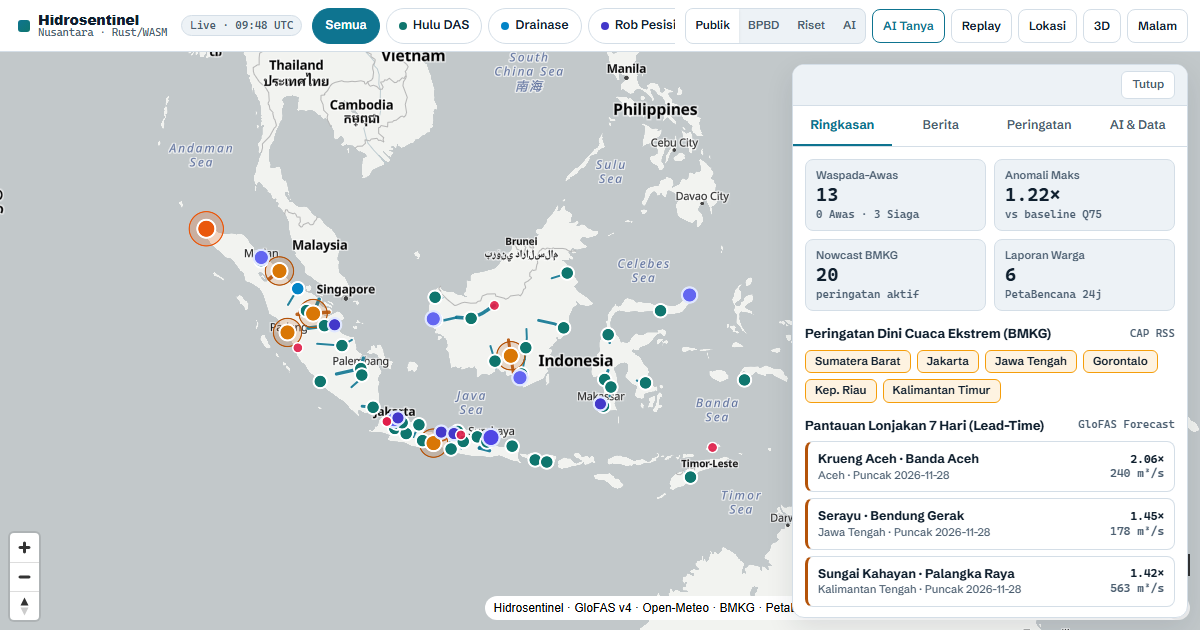 Hidrosentinel
Nusantara · Rust/WASM
Live · 09:48 UTC
Semua
Hulu DAS
Drainase
Rob Pesisi
Publik
BPBD
Riset
AI
AI Tanya
Replay
Lokasi
3D
Malam
Tutup
Ringkasan
Berita
Peringatan
AI & Data
Waspada-Awas
13
0 Awas · 3 Siaga
Anomali Maks
1.22×
vs baseline Q75
Nowcast BMKG
20
peringatan aktif
Laporan Warga
6
PetaBencana 24j
Peringatan Dini Cuaca Ekstrem (BMKG)
CAP RSS
Sumatera Barat
Jakarta
Jawa Tengah
Gorontalo
Kep. Riau
Kalimantan Timur
Pantauan Lonjakan 7 Hari (Lead-Time)
GloFAS Forecast
Krueng Aceh · Banda Aceh
2.06×
Aceh · Puncak 2026-11-28
240 m³/s
Serayu · Bendung Gerak
1.45×
Jawa Tengah · Puncak 2026-11-28
178 m³/s
Sungai Kahayan · Palangka Raya
1.42×
Kalimantan Tengah · Puncak 2026-11-28
563 m³/s
Vietnam
Thailand
ประเทศไทย
Cambodia
កម្ពុជា
South
China Sea
南海
Manila
Philippines
Cebu City
Andaman
Sea
Sulu
Sea
Davao City
Malaysia
Brunei
بروني دارالسلام
Celebes
Sea
Singapore
Indonesia
Java
Sea
Jakarta
Banda
Sea
Timor-Leste
Timor
Sea
Hidrosentinel · GloFAS v4 · Open-Meteo · BMKG ·